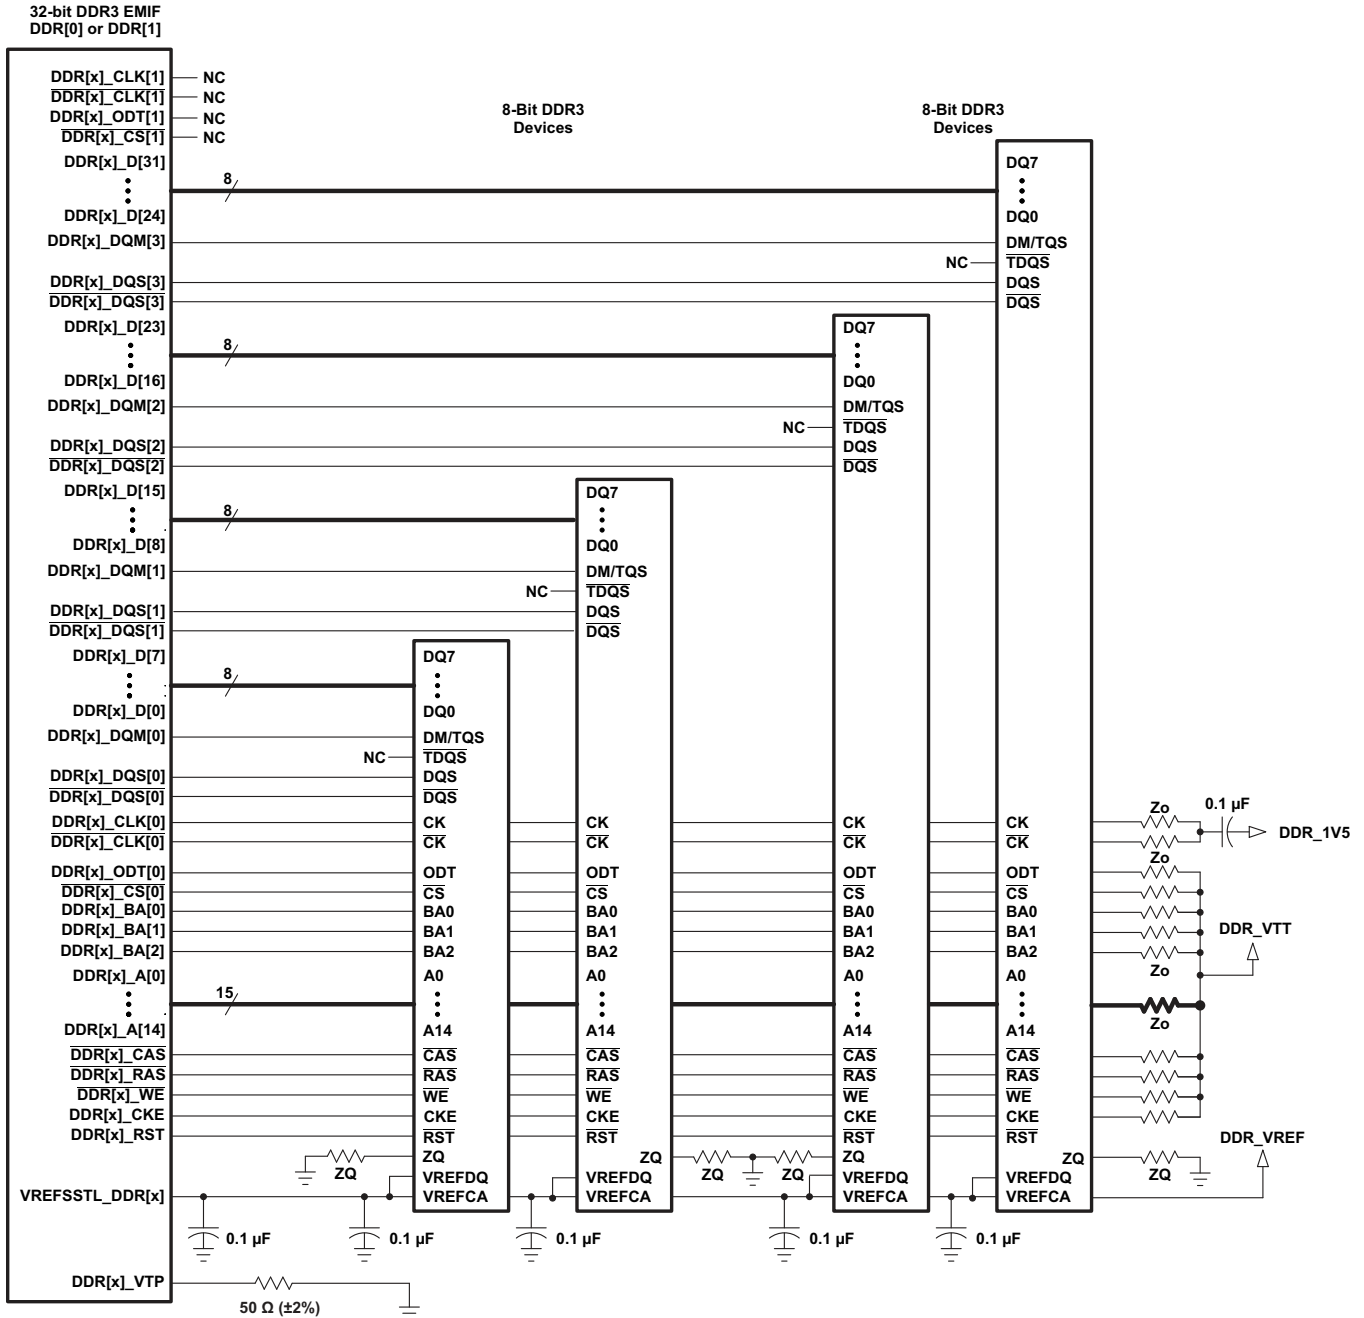 32-bit DDR3 EMIF
DDR[0] or DDR[1]
8-Bit DDR3
Devices
8-Bit DDR3
Devices
DDR[x]_CLK[1] NC
DDR[x]_CLK[1] NC
DDR[x]_ODT[1] NC
DDR[x]_CS[1] NC
DDR[x]_D[31] DQ7
8
DDR[x]_D[24] DQ0
DDR[x]_DQM[3] DM/TQS
NC TDQS
DDR[x]_DQS[3] DQS
DDR[x]_DQS[3] DQS
DDR[x]_D[23] DQ7
8
DDR[x]_D[16] DQ0
DDR[x]_DQM[2] DM/TQS
NC TDQS
DDR[x]_DQS[2] DQS
DDR[x]_DQS[2] DQS
DDR[x]_D[15] DQ7
8
DDR[x]_D[8] DQ0
DDR[x]_DQM[1] DM/TQS
NC TDQS
DDR[x]_DQS[1] DQS
DDR[x]_DQS[1] DQS
DDR[x]_D[7] DQ7
8
DDR[x]_D[0] DQ0
DDR[x]_DQM[0] DM/TQS
NC TDQS
DDR[x]_DQS[0] DQS
DDR[x]_DQS[0] DQS
Zo 0.1 µF
DDR[x]_CLK[0] CK CK CK CK
DDR_1V5
DDR[x]_CLK[0] CK CK CK CK
Zo
DDR[x]_ODT[0] ODT ODT ODT ODT
DDR[x]_CS[0] CS CS CS CS
DDR[x]_BA[0] BA0 BA0 BA0 BA0
DDR[x]_BA[1] BA1 BA1 BA1 BA1 DDR_VTT
DDR[x]_BA[2] BA2 BA2 BA2 BA2
Zo
DDR[x]_A[0] A0 A0 A0 A0
15
Zo
DDR[x]_A[14] A14 A14 A14 A14
DDR[x]_CAS CAS CAS CAS CAS
DDR[x]_RAS RAS RAS RAS RAS
DDR[x]_WE WE WE WE WE
DDR[x]_CKE CKE CKE CKE CKE
DDR[x]_RST RST RST RST RST DDR_VREF
ZQ ZQ ZQ ZQ
ZQ ZQ ZQ ZQ
VREFDQ VREFDQ VREFDQ VREFDQ
VREFSSTL_DDR[x] VREFCA VREFCA VREFCA VREFCA
0.1 µF 0.1 µF 0.1 µF 0.1 µF 0.1 µF
DDR[x]_VTP
50 Ω (±2%)